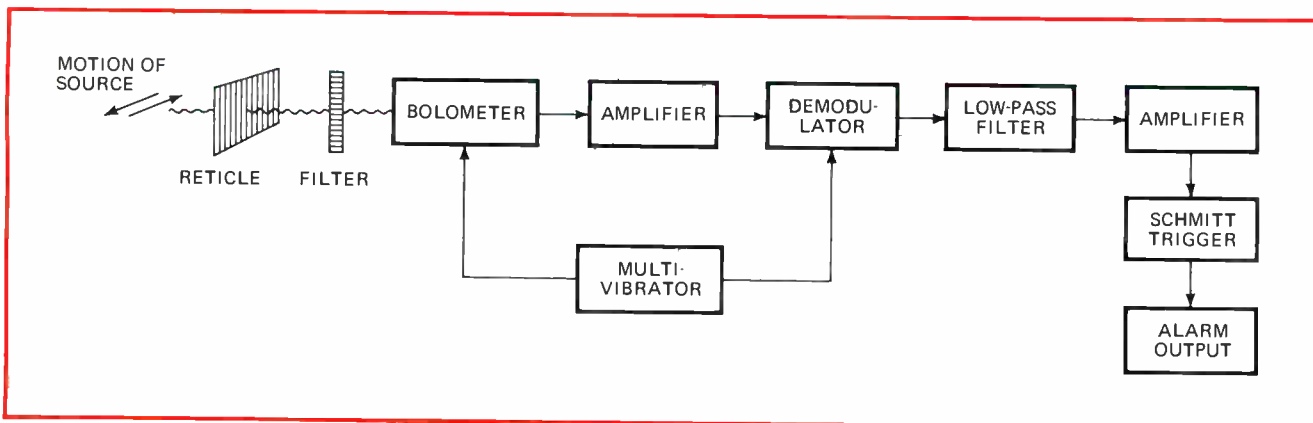 MOTION OF
SOURCE
RETICLE
FILTER
BOLOMETER
AMPLIFIER
DEMODU-
LATOR
LOW-PASS
FILTER
AMPLIFIER
MULTI-
VIBRATOR
SCHMITT
TRIGGER
ALARM
OUTPUT